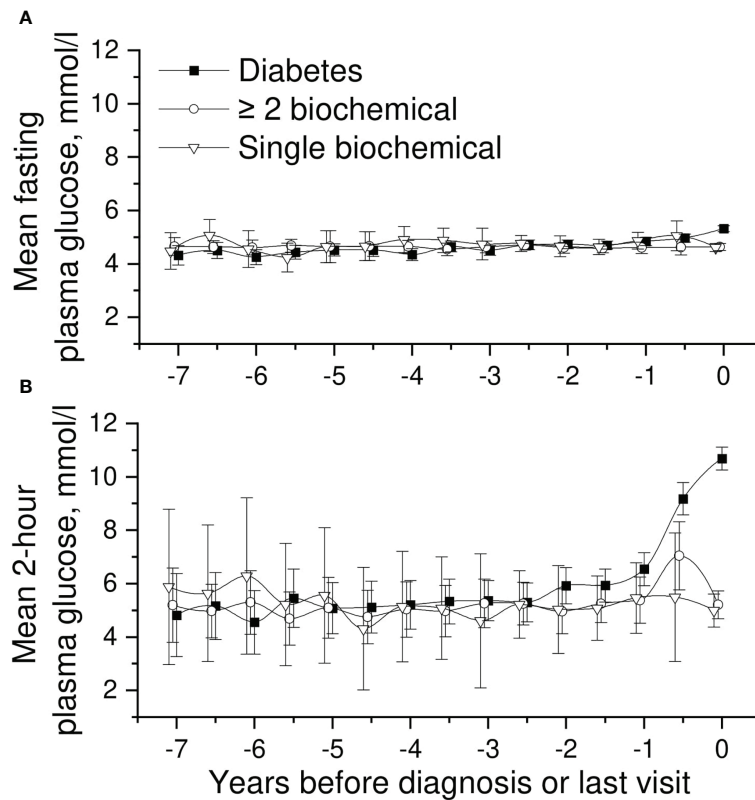 A
Mean fasting
plasma glucose, mmol/l
12
10
8
6
4
2
Diabetes
≥ 2 biochemical
Single biochemical
-7 -6 -5 -4 -3 -2 -1 0
B
Mean 2-hour
plasma glucose, mmol/l
12
10
8
6
4
2
-7 -6 -5 -4 -3 -2 -1 0
Years before diagnosis or last visit